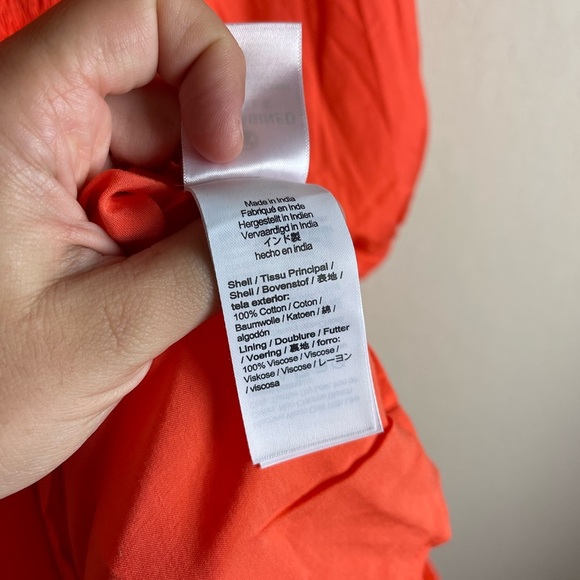 Made in India
Fabriqué en Inde
Hergestellt in Indien
Vervaardigd in India
インド製
hecho en india
Shell / Tissu Principal /
Shell / Bovenstof / 表地 /
tela exterior:
100% Cotton / Coton /
Baumwolle / Katoen / 綿 /
algodón
Lining / Doublure / Futter
/ Voering / 裏地 / forro:
100% Viscose / Viscose /
Viskose / Viscose / レーヨン
/ viscosa